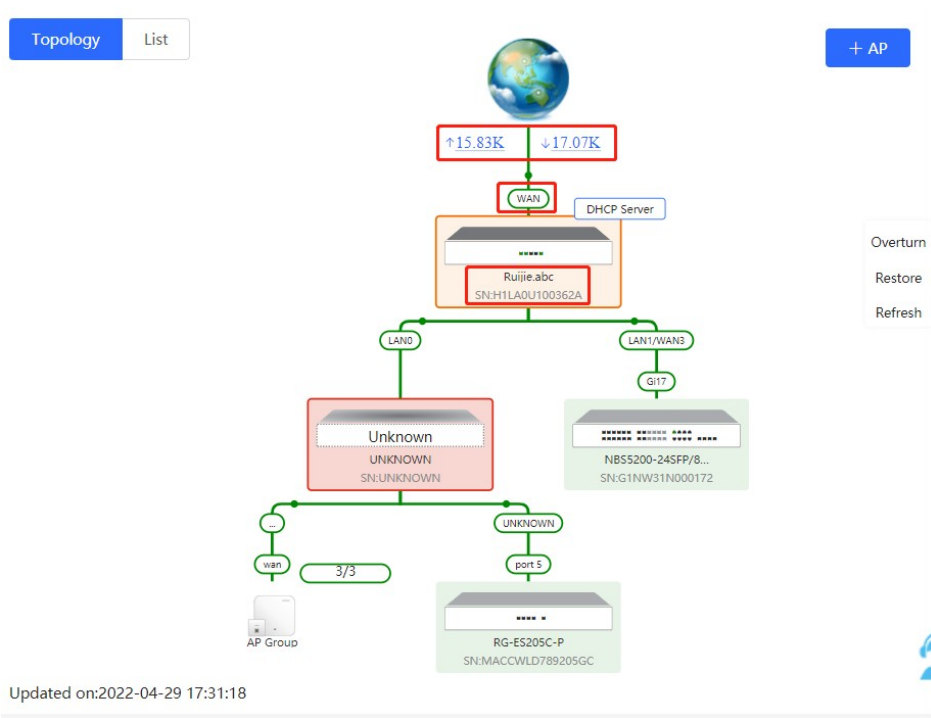 Topology
List
+ AP
↑15.83K
↓17.07K
WAN
DHCP Server
Ruijie.abc
SN:H1LA0U100362A
Overturn
Restore
Refresh
LAN0
LAN1/WAN3
Gi17
Unknown
UNKNOWN
SN:UNKNOWN
NBS5200-24SFP/8...
SN:G1NW31N000172
...
UNKNOWN
wan
3/3
port 5
AP Group
RG-ES205C-P
SN:MACCWLD789205GC
Updated on:2022-04-29 17:31:18